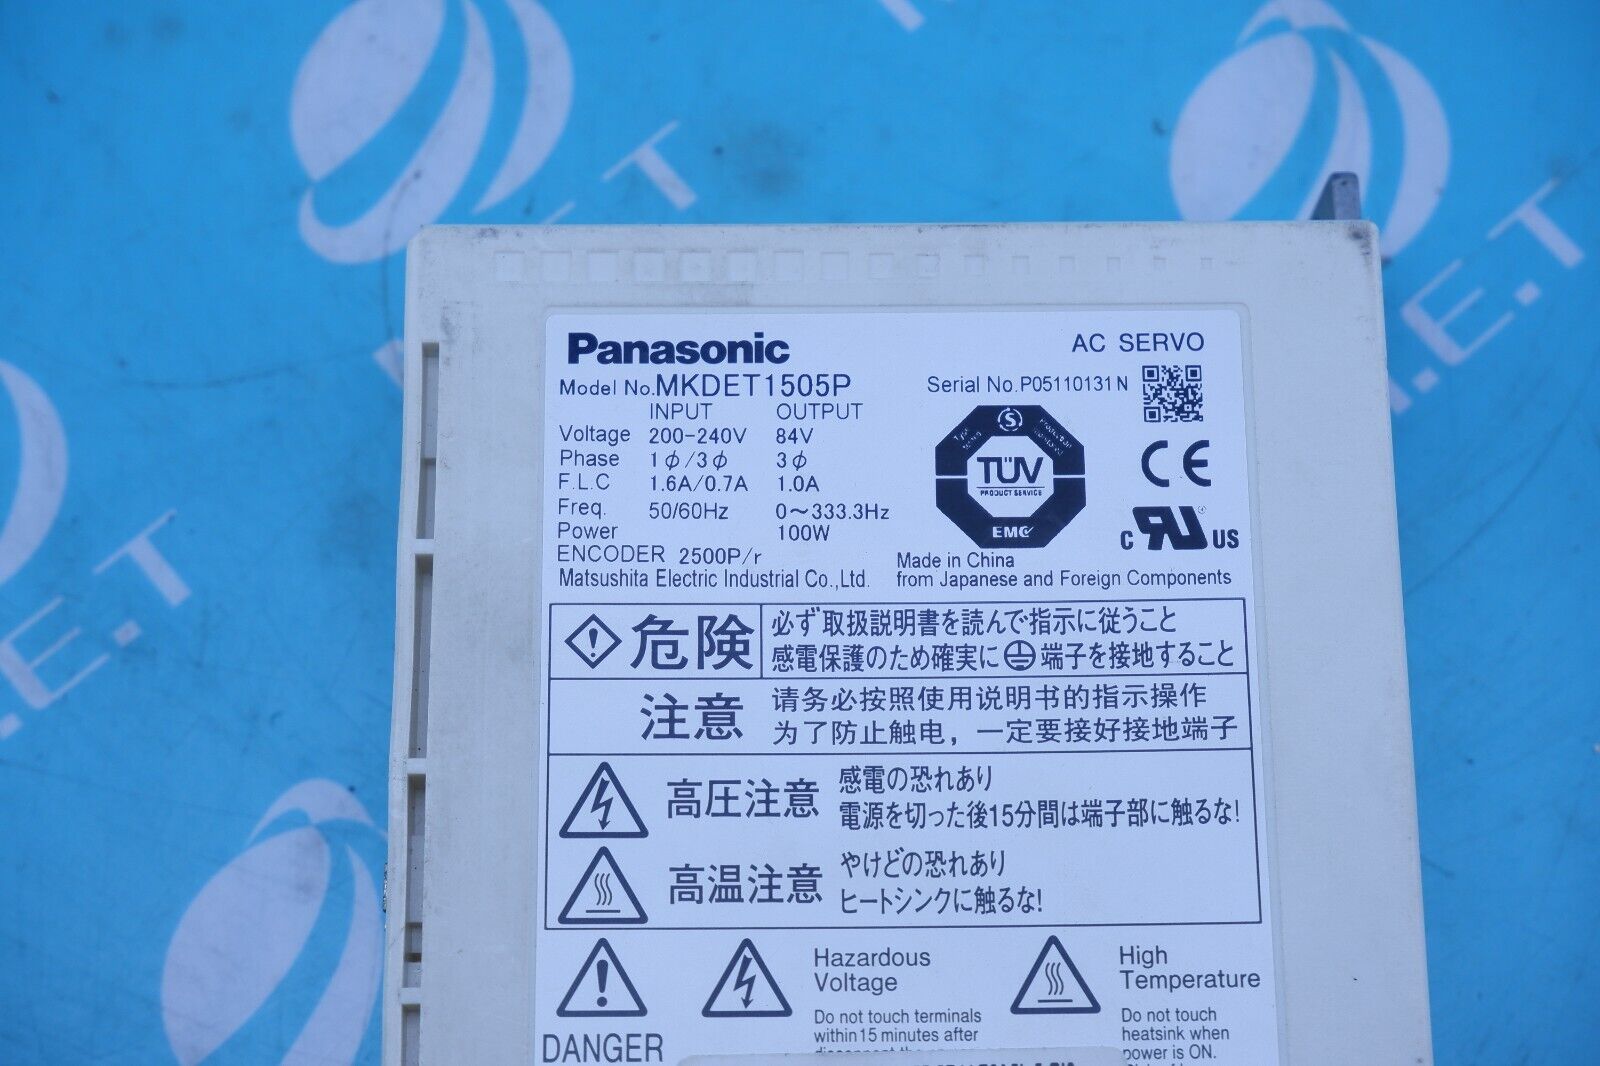 Panasonic
AC SERVO
Model No. MKDET1505P
Serial No. P05110131N
INPUT OUTPUT
Voltage 200-240V 84V
Phase 1φ/3φ 3φ
F.L.C 1.6A/0.7A 1.0A
Freq. 50/60Hz 0~333.3Hz
Power 100W
ENCODER 2500P/r
Matsushita Electric Industrial Co.,Ltd.
TÜV
PRODUCT SERVICE
EMC
CE
c RU US
Made in China
from Japanese and Foreign Components
危険
必ず取扱説明書を読んで指示に従うこと
感電保護のため確実に端子を接地すること
注意
请务必按照使用说明书的指示操作
为了防止触电，一定要接好接地端子
高圧注意
感電の恐れあり
電源を切った後15分間は端子部に触るな!
高温注意
やけどの恐れあり
ヒートシンクに触るな!
DANGER
Hazardous
Voltage
Do not touch terminals
within 15 minutes after
High
Temperature
Do not touch
heatsink when
power is ON.
M.E.T
M.E.T
M.E.T